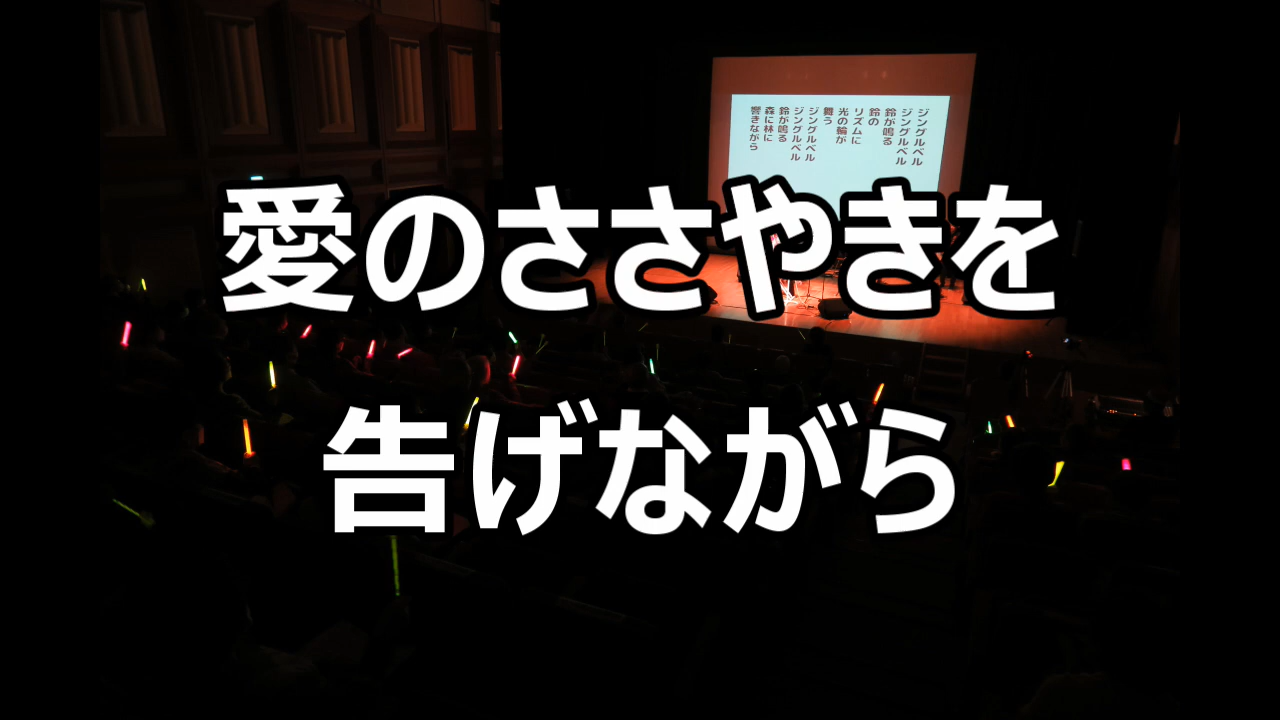 ジングルベル
ジングルベル
鈴が鳴る
鈴の
リズムに
光の輪が
舞う
ジングルベル
ジングルベル
鈴が鳴る
森に林に
響きながら
愛のささやきを
告げながら